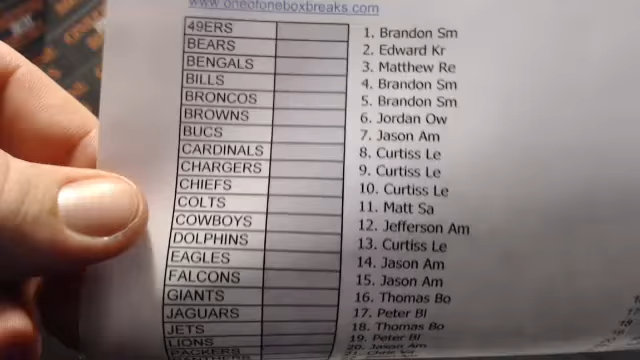 www.oneofoneboxbreaks.com
49ERS 1. Brandon Sm
BEARS 2. Edward Kr
BENGALS 3. Matthew Re
BILLS 4. Brandon Sm
BRONCOS 5. Brandon Sm
BROWNS 6. Jordan Ow
BUCS 7. Jason Am
CARDINALS 8. Curtiss Le
CHARGERS 9. Curtiss Le
CHIEFS 10. Curtiss Le
COLTS 11. Matt Sa
COWBOYS 12. Jefferson Am
DOLPHINS 13. Curtiss Le
EAGLES 14. Jason Am
FALCONS 15. Jason Am
GIANTS 16. Thomas Bo
JAGUARS 17. Peter Bl
JETS 18. Thomas Bo
LIONS 19. Peter Bl
PACKERS 20. Jason Am